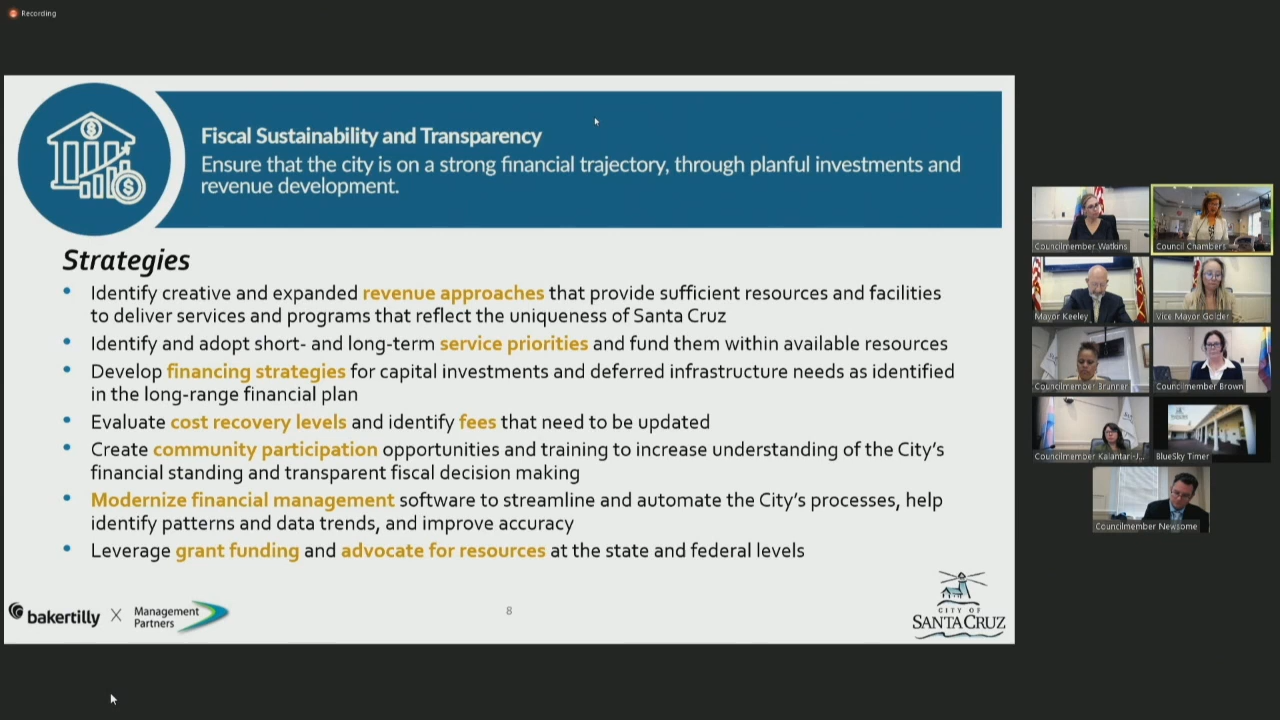 Recording
Fiscal Sustainability and Transparency
Ensure that the city is on a strong financial trajectory, through planful investments and
revenue development.
Strategies
• Identify creative and expanded revenue approaches that provide sufficient resources and facilities
to deliver services and programs that reflect the uniqueness of Santa Cruz
• Identify and adopt short- and long-term service priorities and fund them within available resources
• Develop financing strategies for capital investments and deferred infrastructure needs as identified
in the long-range financial plan
• Evaluate cost recovery levels and identify fees that need to be updated
• Create community participation opportunities and training to increase understanding of the City's
financial standing and transparent fiscal decision making
• Modernize financial management software to streamline and automate the City's processes, help
identify patterns and data trends, and improve accuracy
• Leverage grant funding and advocate for resources at the state and federal levels
bakertilly X Management
Partners
8
CITY OF
SANTA CRUZ
Councilmember Watkins
Council Chambers
Mayor Keeley
Vice Mayor Golder
Councilmember Brunner
Councilmember Brown
Councilmember Kalantari-J...
BlueSky Timer
Councilmember Newsome